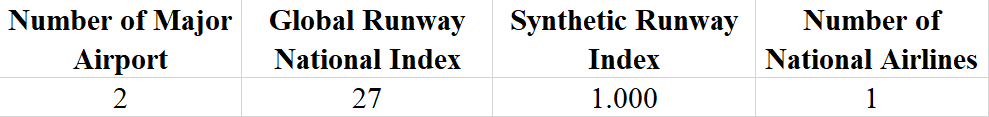 Number of Major Airport
Global Runway National Index
Synthetic Runway Index
Number of National Airlines
2 27 1.000 1